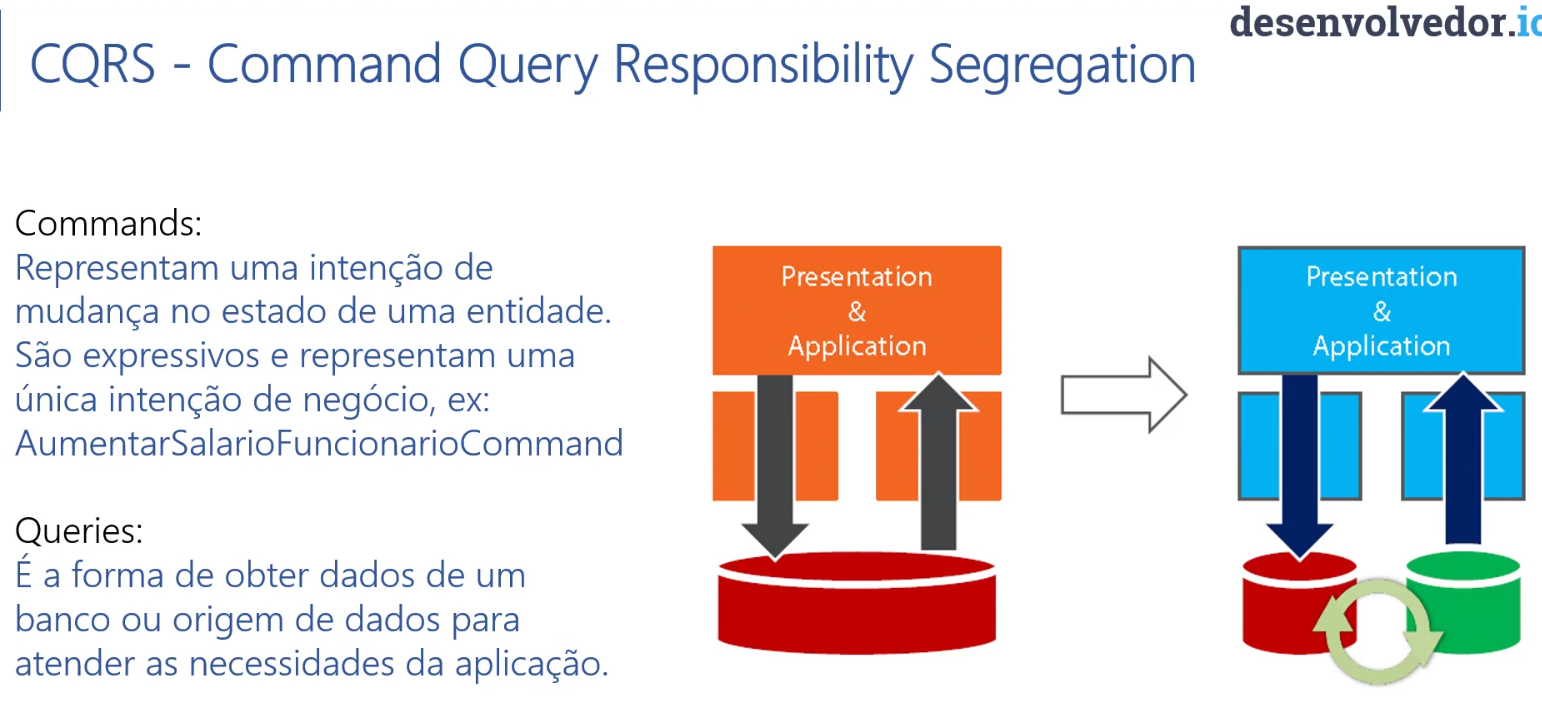 desenvolvedor.io
CQRS - Command Query Responsibility Segregation
Commands:
Representam uma intenção de
mudança no estado de uma entidade.
São expressivos e representam uma
única intenção de negócio, ex:
AumentarSalarioFuncionarioCommand
Queries:
É a forma de obter dados de um
banco ou origem de dados para
atender as necessidades da aplicação.
Presentation
&
Application
Presentation
&
Application